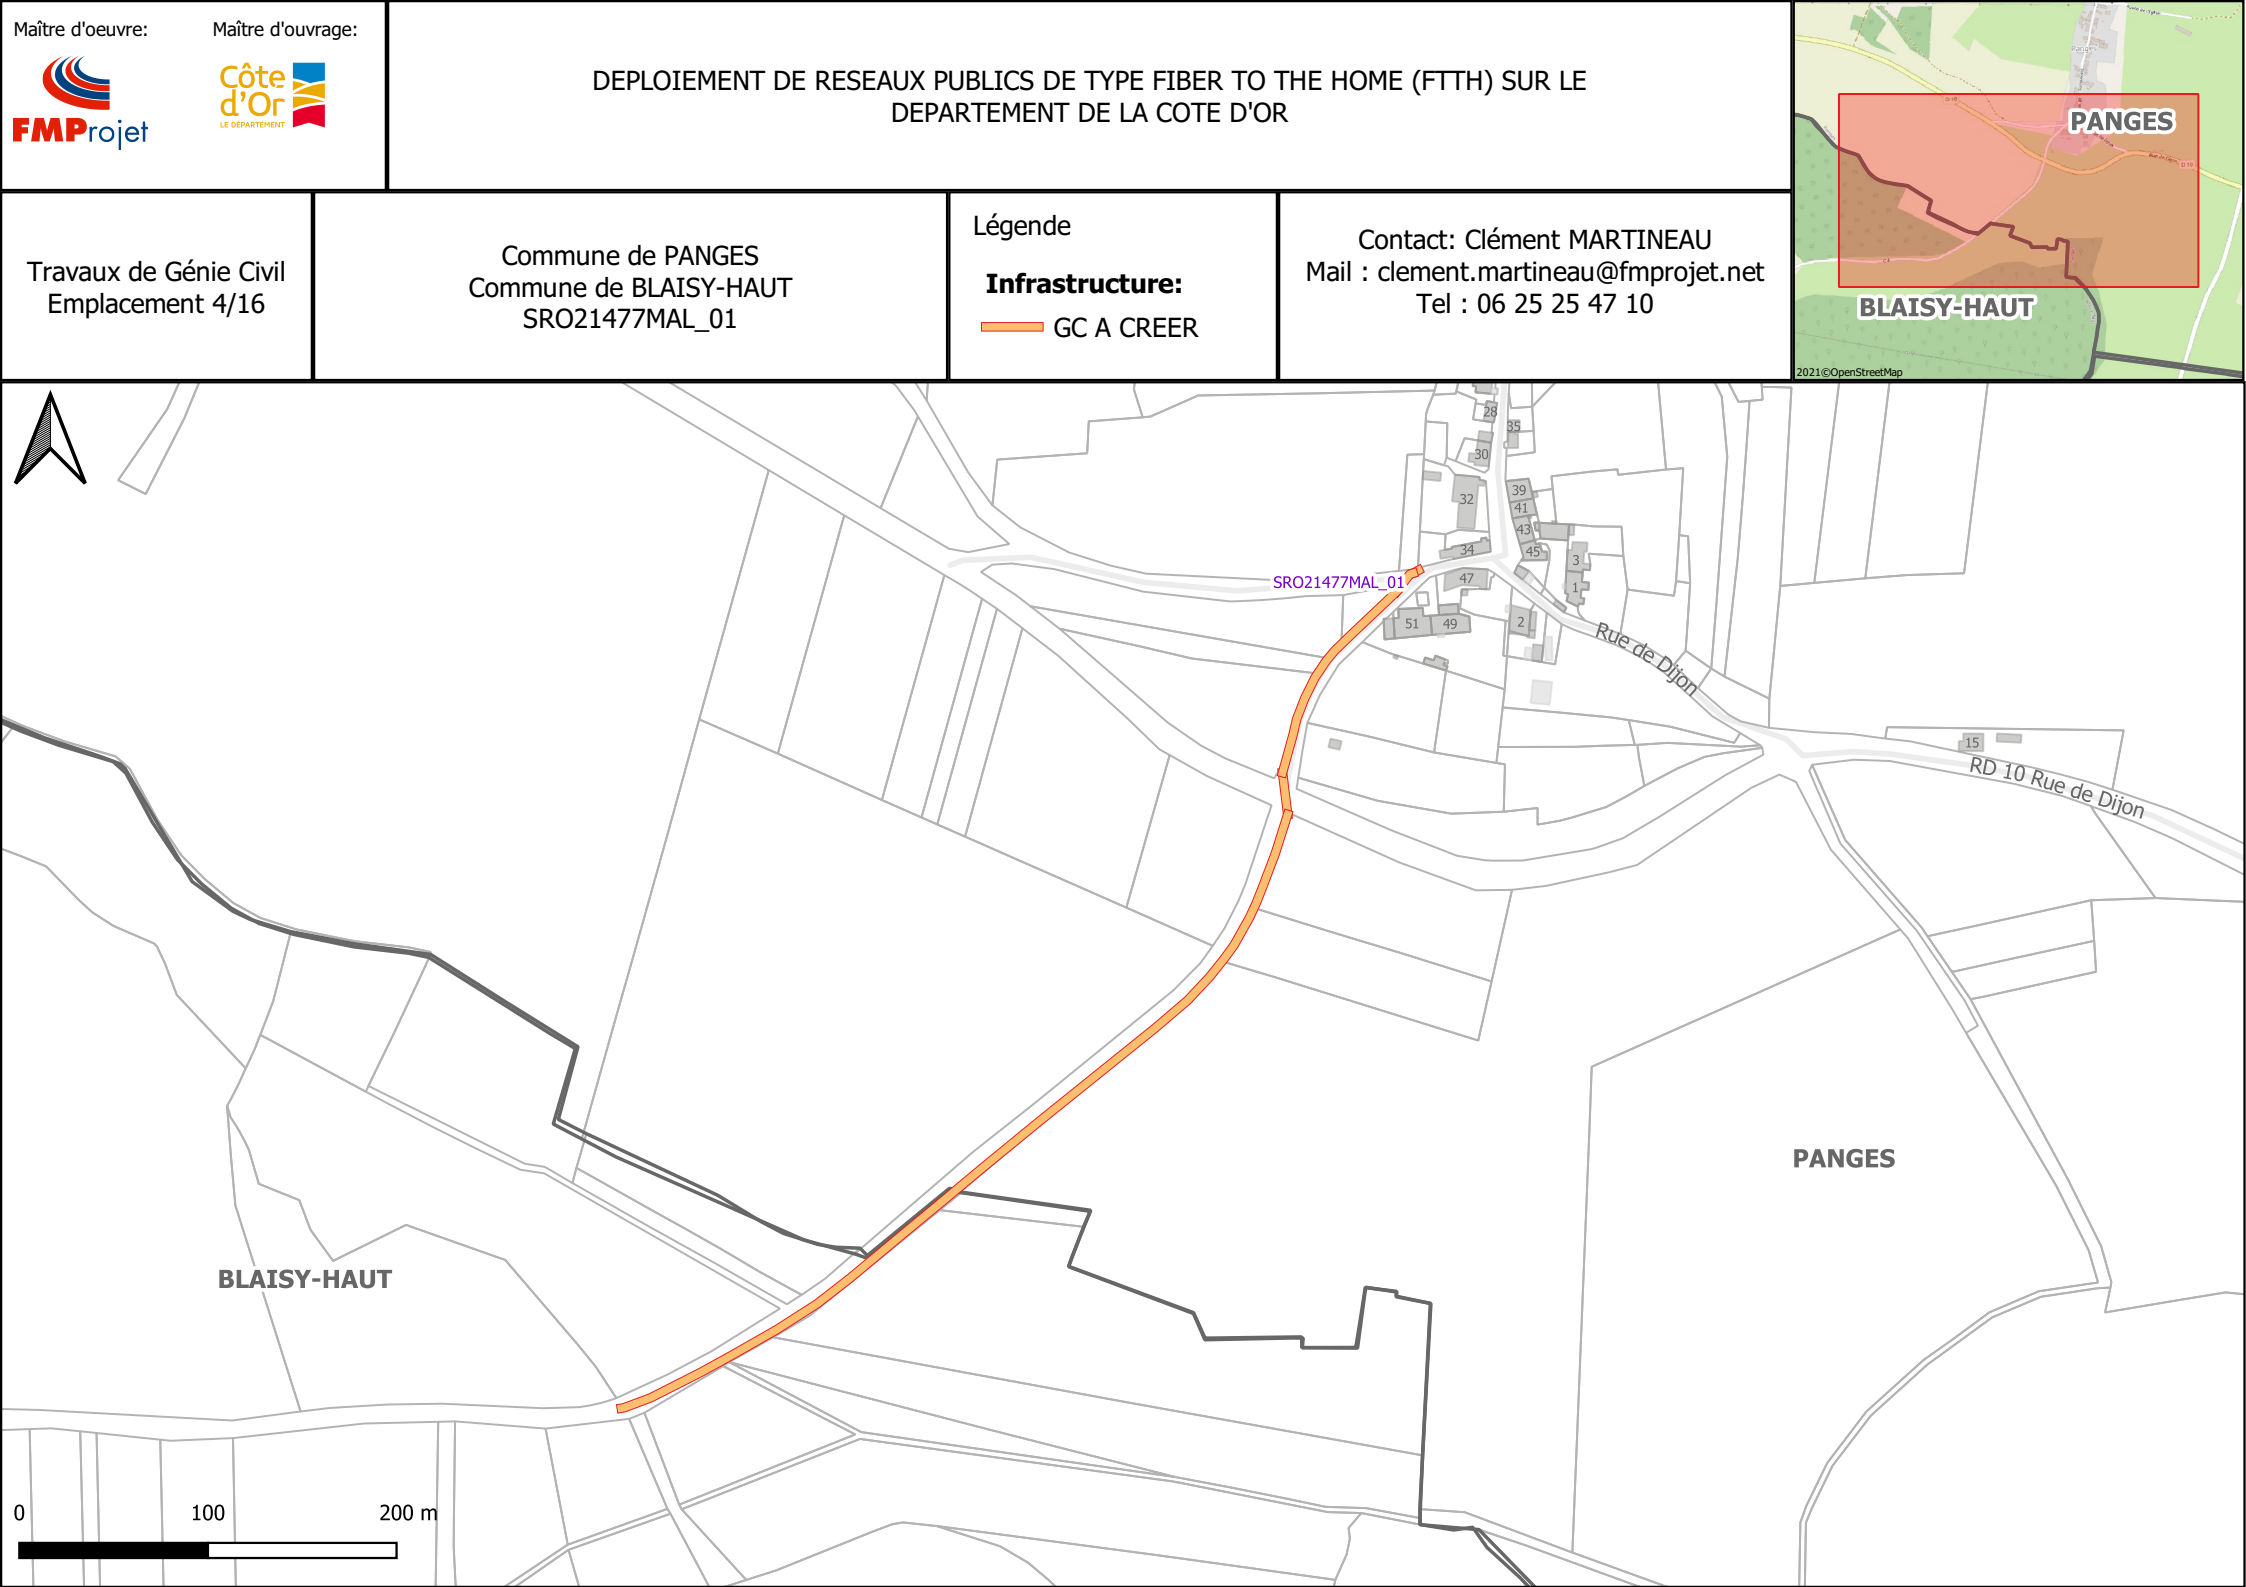 Maître d'oeuvre:
Maître d'ouvrage:
FMProjet
Côte
d'Or
LE DÉPARTEMENT
DEPLOIEMENT DE RESEAUX PUBLICS DE TYPE FIBER TO THE HOME (FTTH) SUR LE
DEPARTEMENT DE LA COTE D'OR
Travaux de Génie Civil
Emplacement 4/16
Commune de PANGES
Commune de BLAISY-HAUT
SRO21477MAL_01
Légende
Infrastructure:
GC A CREER
Contact: Clément MARTINEAU
Mail : clement.martineau@fmprojet.net
Tel : 06 25 25 47 10
Panges
PANGES
BLAISY-HAUT
2021©OpenStreetMap
28
35
30
32
39
41
43
45
34
47
3
1
SRO21477MAL_01
51
49
2
Rue de Dijon
15
RD 10 Rue de Dijon
PANGES
BLAISY-HAUT
0
100
200 m